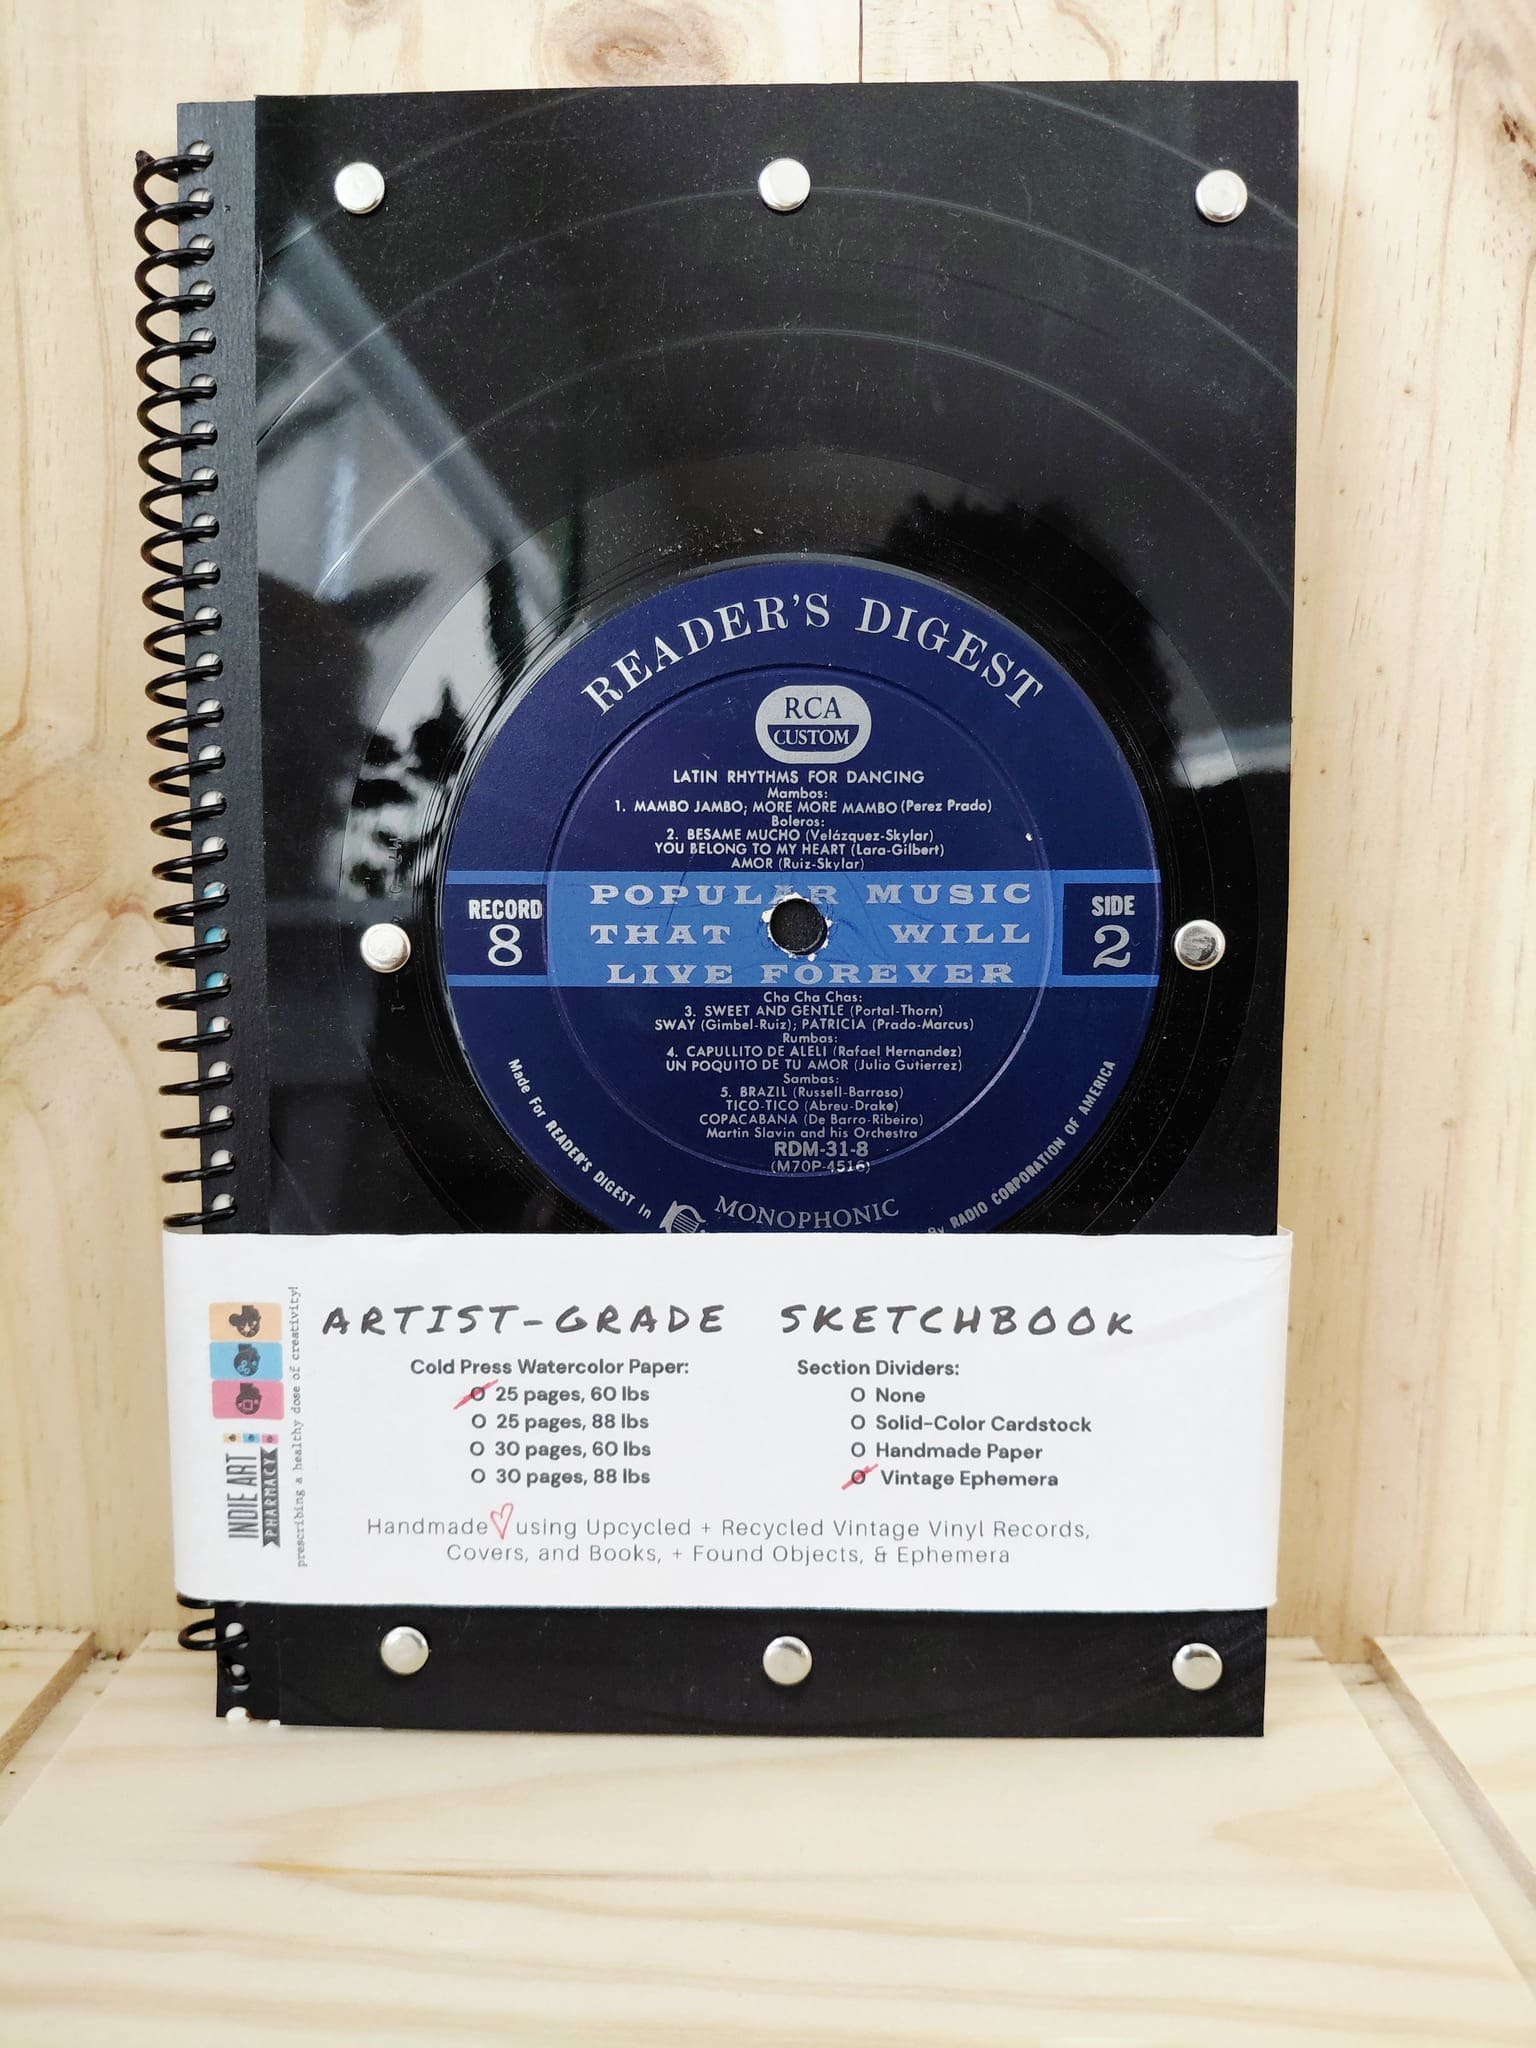 READER'S DIGEST
RCA
CUSTOM
LATIN RHYTHMS FOR DANCING
Mambos:
1. MAMBO JAMBO; MORE MORE MAMBO (Perez Prado)
Boleros:
2. BESAME MUCHO (Velázquez-Skylar)
YOU BELONG TO MY HEART (Lara-Gilbert)
AMOR (Ruiz-Skylar)
POPULAR MUSIC
THAT WILL
LIVE FOREVER
RECORD
8
SIDE
2
Cha Cha Chas:
3. SWEET AND GENTLE (Portal-Thorn)
SWAY (Gimbel-Ruiz); PATRICIA (Prado-Marcus)
Rumbas:
4. CAPULLITO DE ALELI (Rafael Hernandez)
UN POQUITO DE TU AMOR (Julio Gutierrez)
Sambas:
5. BRAZIL (Russell-Barroso)
TICO-TICO (Abreu-Drake)
COPACABANA (De Barro-Ribeiro)
Martin Slavin and his Orchestra
RDM-31-8
(M70P-4516)
MONOPHONIC
Made For READER'S DIGEST in
By RADIO CORPORATION OF AMERICA
ARTIST-GRADE SKETCHBOOK
Cold Press Watercolor Paper:
O 25 pages, 60 lbs
O 25 pages, 88 lbs
O 30 pages, 60 lbs
O 30 pages, 88 lbs
Section Dividers:
O None
O Solid-Color Cardstock
O Handmade Paper
O Vintage Ephemera
Handmade using Upcycled + Recycled Vintage Vinyl Records,
Covers, and Books, + Found Objects, & Ephemera
INDIE ART
PHARMACY
prescribing a healthy dose of creativity!